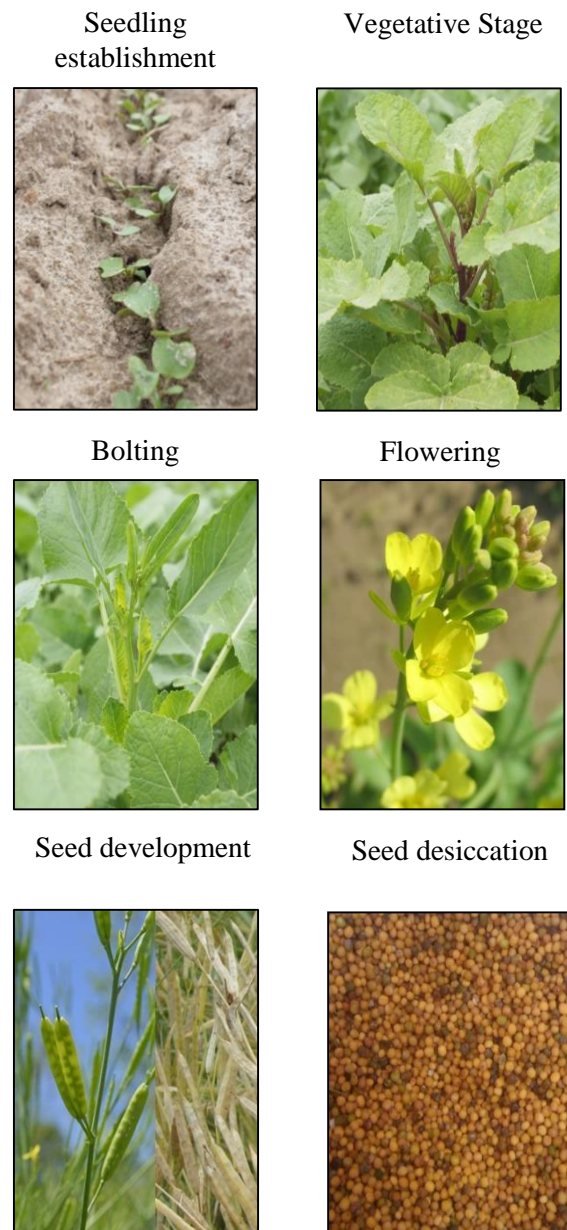 Seedling
establishment
Vegetative Stage
Bolting
Flowering
Seed development
Seed desiccation